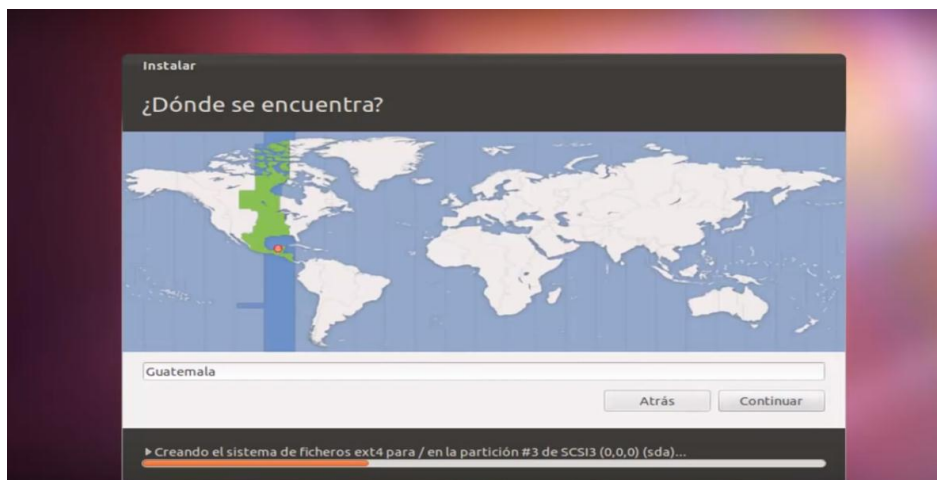 Instalar
¿Dónde se encuentra?
Guatemala
Atrás Continuar
Creando el sistema de ficheros ext4 para / en la partición #3 de SCSI3 (0,0,0) (sda)...